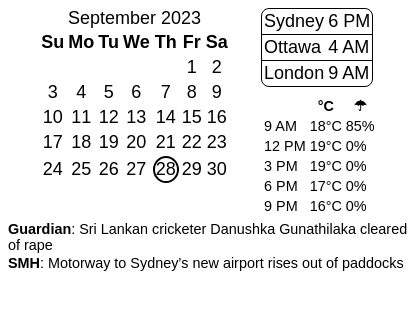 September 2023
Su Mo Tu We Th Fr Sa
1 2
3 4 5 6 7 8 9
10 11 12 13 14 15 16
17 18 19 20 21 22 23
24 25 26 27 28 29 30
Sydney 6 PM
Ottawa 4 AM
London 9 AM
°C ☂
9 AM 18°C 85%
12 PM 19°C 0%
3 PM 19°C 0%
6 PM 17°C 0%
9 PM 16°C 0%
Guardian: Sri Lankan cricketer Danushka Gunathilaka cleared
of rape
SMH: Motorway to Sydney's new airport rises out of paddocks